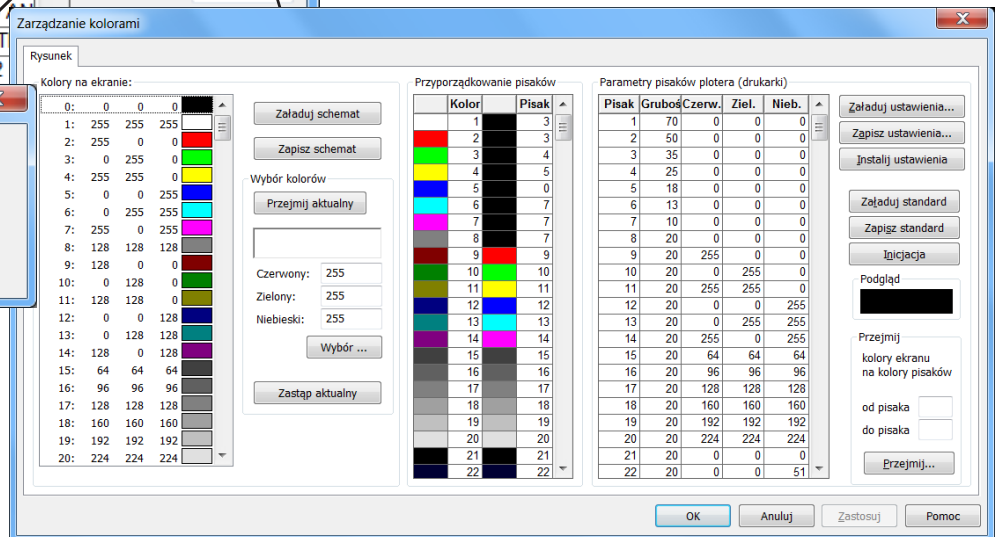 AN
Zarządzanie kolorami
Rysunek
Kolory na ekranie:
0: 0 0 0
1: 255 255 255
2: 255 0 0
3: 0 255 0
4: 255 255 0
5: 0 0 255
6: 0 255 255
7: 255 0 255
8: 128 128 128
9: 128 0 0
10: 0 128 0
11: 128 128 0
12: 0 0 128
13: 0 128 128
14: 128 0 128
15: 64 64 64
16: 96 96 96
17: 128 128 128
18: 160 160 160
19: 192 192 192
20: 224 224 224
Załaduj schemat
Zapisz schemat
Wybór kolorów
Przejmij aktualny
Czerwony: 255
Zielony: 255
Niebieski: 255
Wybór ...
Zastąp aktualny
Przyporządkowanie pisaków
Kolor Pisak
1 3
2 3
3 4
4 5
5 0
6 7
7 7
8 7
9 9
10 10
11 11
12 12
13 13
14 14
15 15
16 16
17 17
18 18
19 19
20 20
21 21
22 22
Parametry pisaków plotera (drukarki)
Pisak Gruboś Czerw. Ziel. Nieb.
1 70 0 0 0
2 50 0 0 0
3 35 0 0 0
4 25 0 0 0
5 18 0 0 0
6 13 0 0 0
7 10 0 0 0
8 20 0 0 0
9 20 255 0 0
10 20 0 255 0
11 20 255 255 0
12 20 0 0 255
13 20 0 255 255
14 20 255 0 255
15 20 64 64 64
16 20 96 96 96
17 20 128 128 128
18 20 160 160 160
19 20 192 192 192
20 20 224 224 224
21 20 0 0 0
22 20 0 0 51
Załaduj ustawienia...
Zapisz ustawienia...
Instalij ustawienia
Załaduj standard
Zapisz standard
Inicjacja
Podgląd
Przejmij
kolory ekranu
na kolory pisaków
od pisaka
do pisaka
Przejmij...
OK Anuluj Zastosuj Pomoc